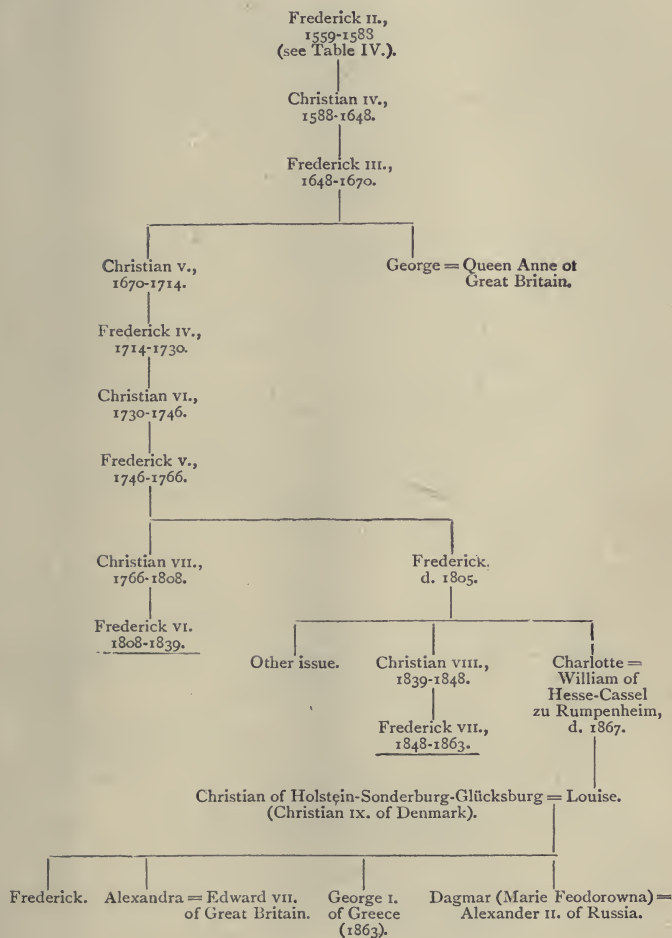 Frederick II.,
1559-1588
(see Table IV.).
Christian IV.,
1588-1648.
Frederick III.,
1648-1670.
Christian V.,
1670-1714.
George = Queen Anne of
Great Britain.
Frederick IV.,
1714-1730.
Christian VI.,
1730-1746.
Frederick V.,
1746-1766.
Christian VII.,
1766-1808.
Frederick.
d. 1805.
Frederick VI.
1808-1839.
Other issue.
Christian VIII.,
1839-1848.
Charlotte =
William of
Hesse-Cassel
zu Rumpenheim,
d. 1867.
Frederick VII.,
1848-1863.
Christian of Holstein-Sonderburg-Glücksburg = Louise.
(Christian IX. of Denmark).
Frederick.
Alexandra = Edward VII.
of Great Britain.
George I.
of Greece
(1863).
Dagmar (Marie Feodorowna) =
Alexander II. of Russia.